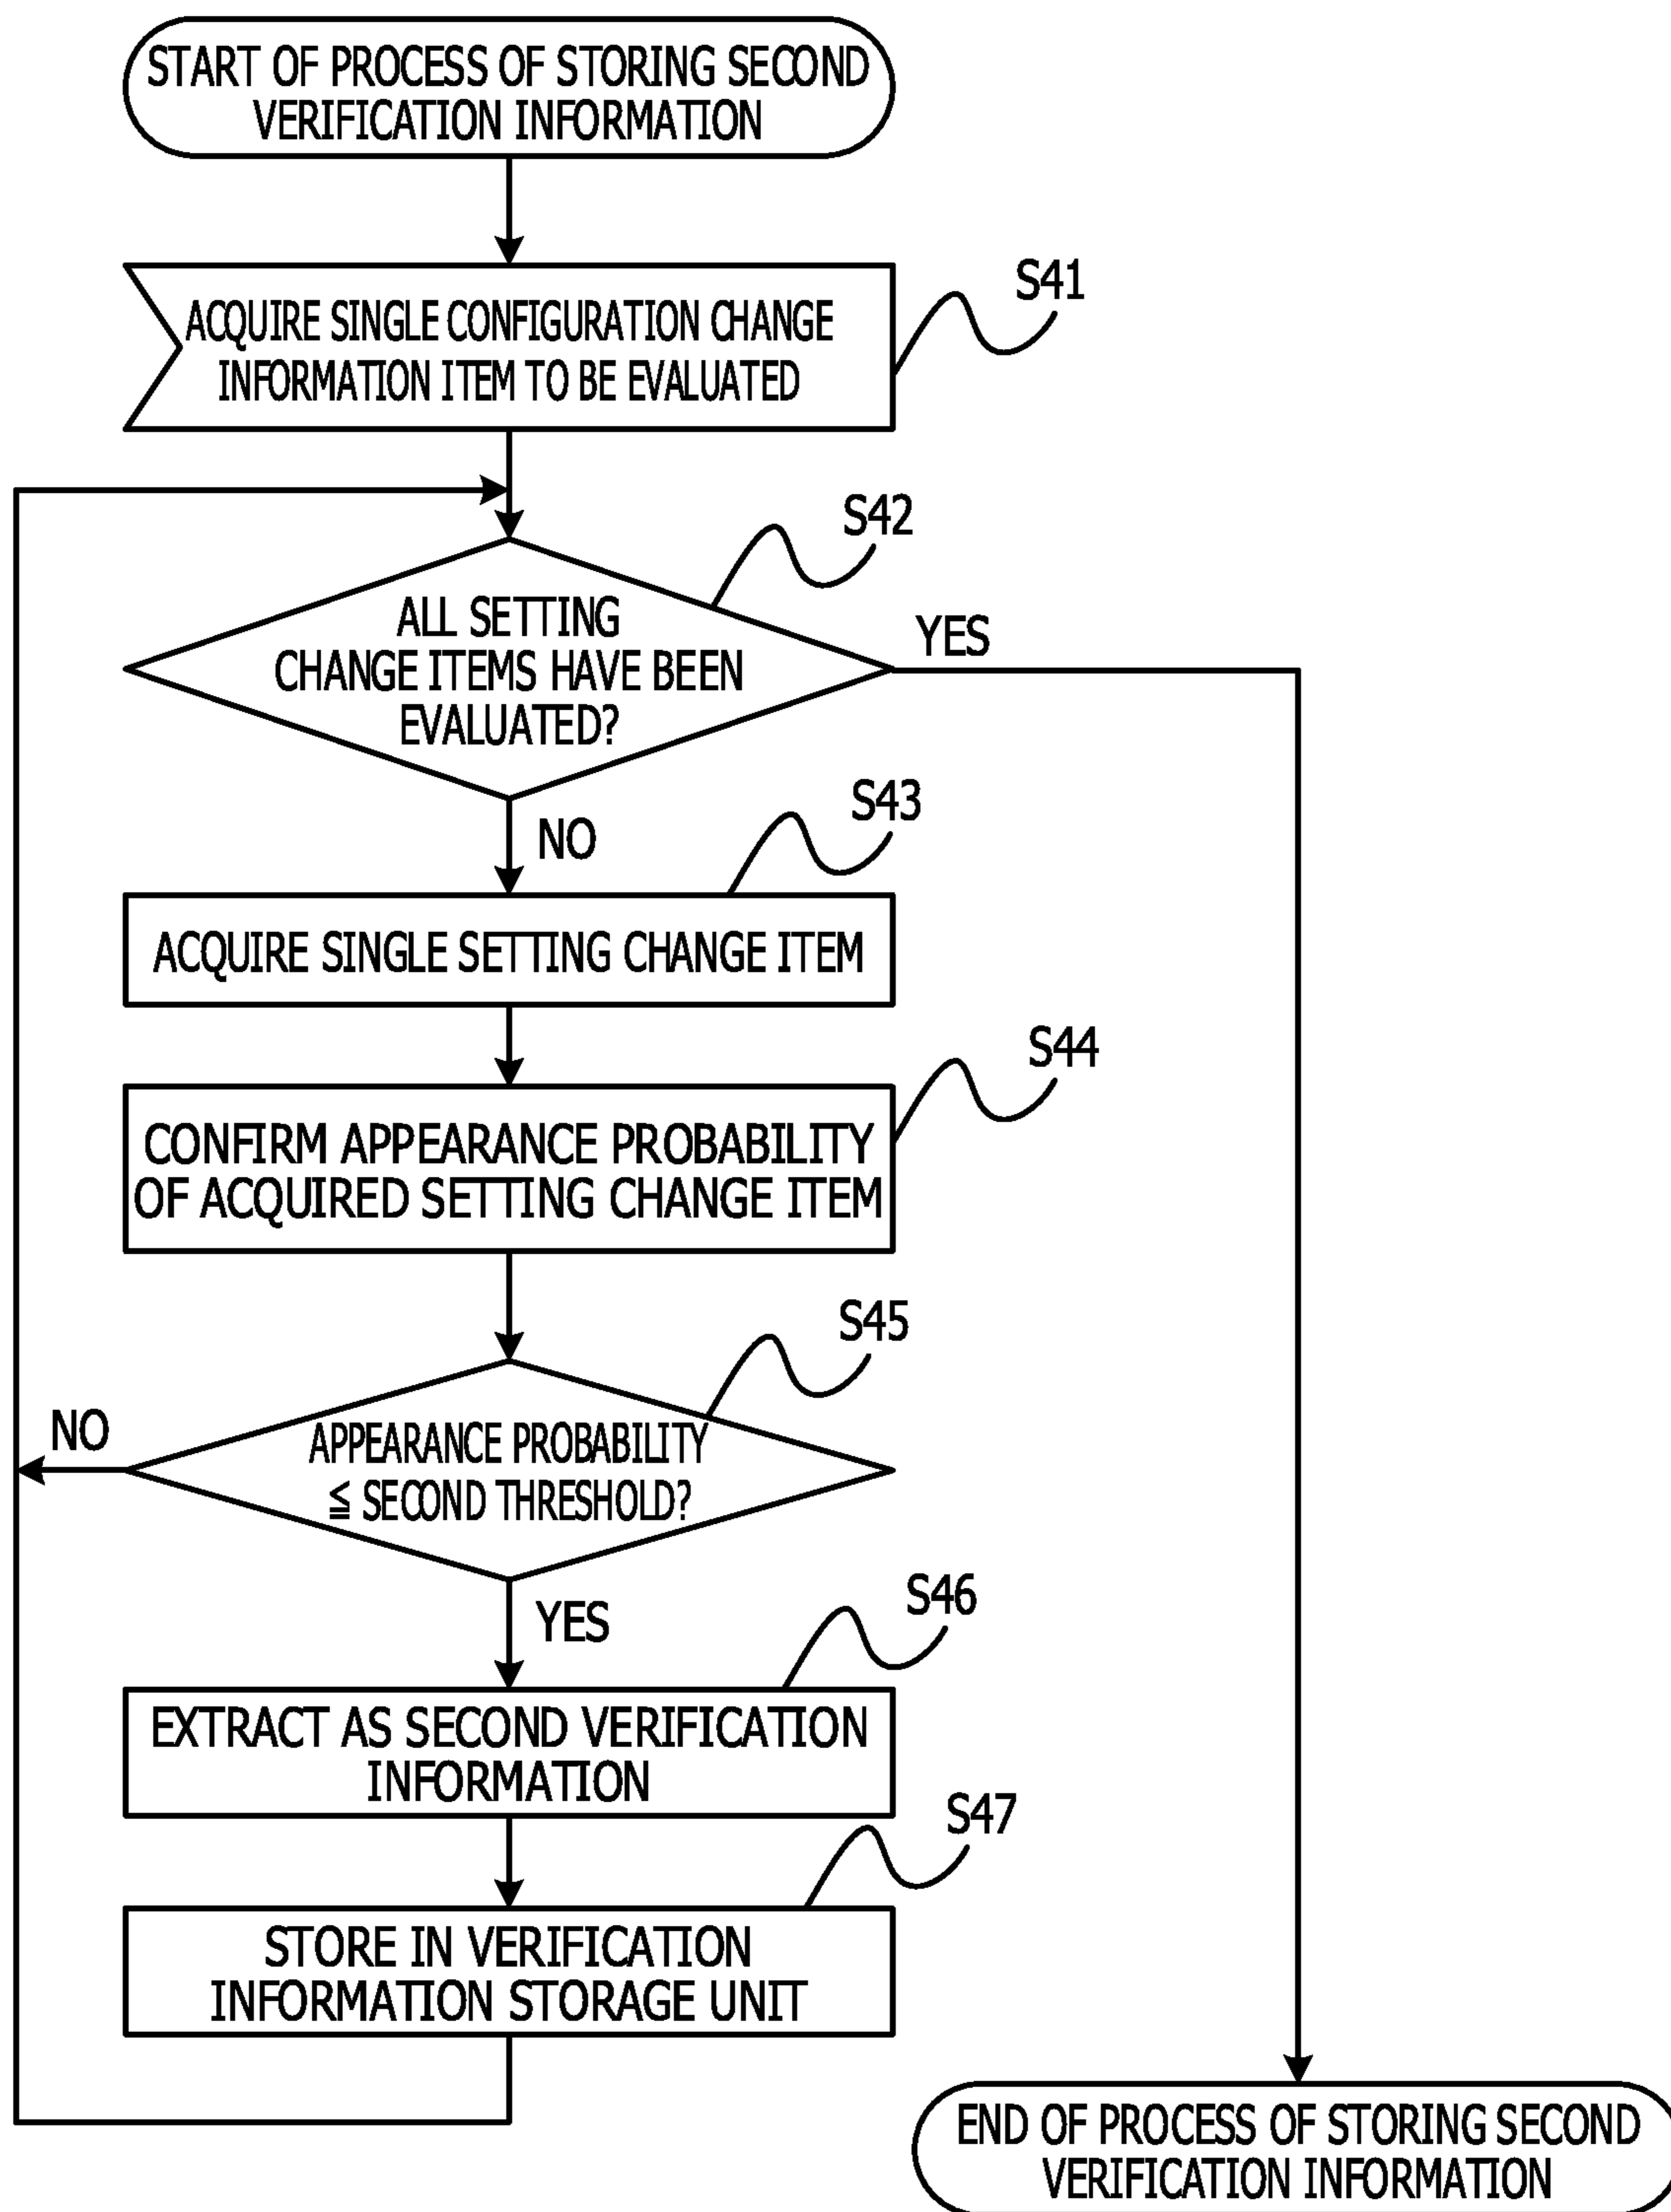 START OF PROCESS OF STORING SECOND
VERIFICATION INFORMATION
S41
ACQUIRE SINGLE CONFIGURATION CHANGE
INFORMATION ITEM TO BE EVALUATED
S42
ALL SETTING
CHANGE ITEMS HAVE BEEN
EVALUATED?
YES
NO
S43
ACQUIRE SINGLE SETTING CHANGE ITEM
S44
CONFIRM APPEARANCE PROBABILITY
OF ACQUIRED SETTING CHANGE ITEM
S45
NO
APPEARANCE PROBABILITY
≦ SECOND THRESHOLD?
YES
S46
EXTRACT AS SECOND VERIFICATION
INFORMATION
S47
STORE IN VERIFICATION
INFORMATION STORAGE UNIT
END OF PROCESS OF STORING SECOND
VERIFICATION INFORMATION